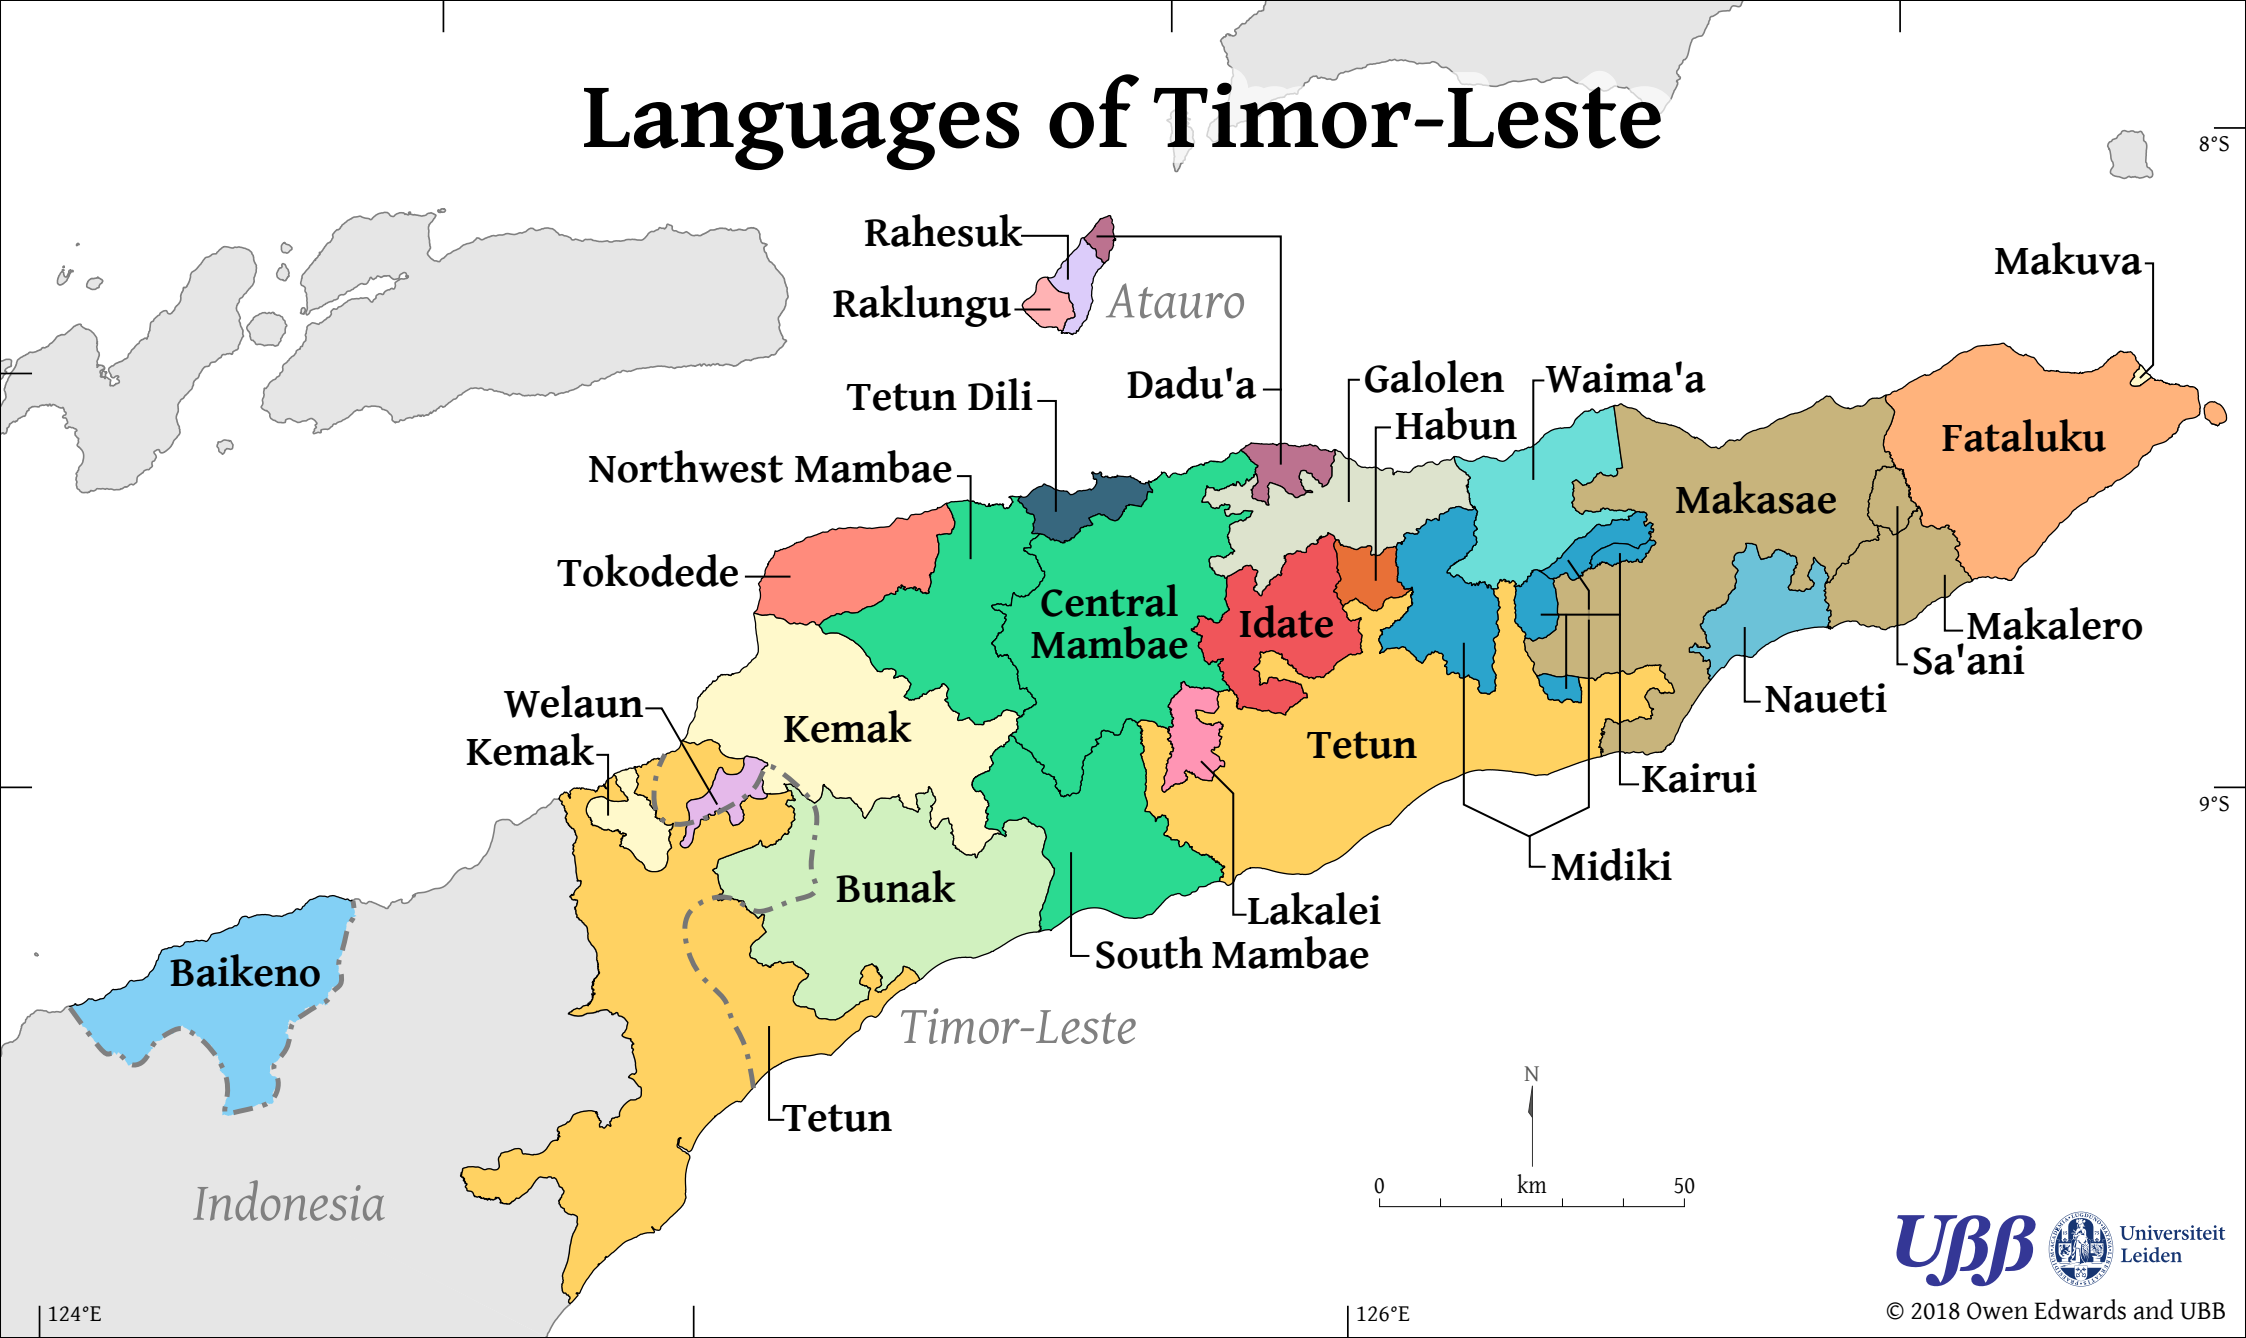 Languages of Timor-Leste
8°S
Rahesuk
Raklungu
Atauro
Makuva
Tetun Dili
Dadu'a
Galolen
Waima'a
Habun
Fataluku
Northwest Mambae
Makasae
Tokodede
Central
Mambae
Idate
Makalero
Sa'ani
Naueti
Welaun
Kemak
Kemak
Tetun
Kairui
9°S
Midiki
Bunak
Lakalei
South Mambae
Baikeno
Timor-Leste
Tetun
Indonesia
N
0
km
50
UBB
Universiteit
Leiden
124°E
126°E
© 2018 Owen Edwards and UBB